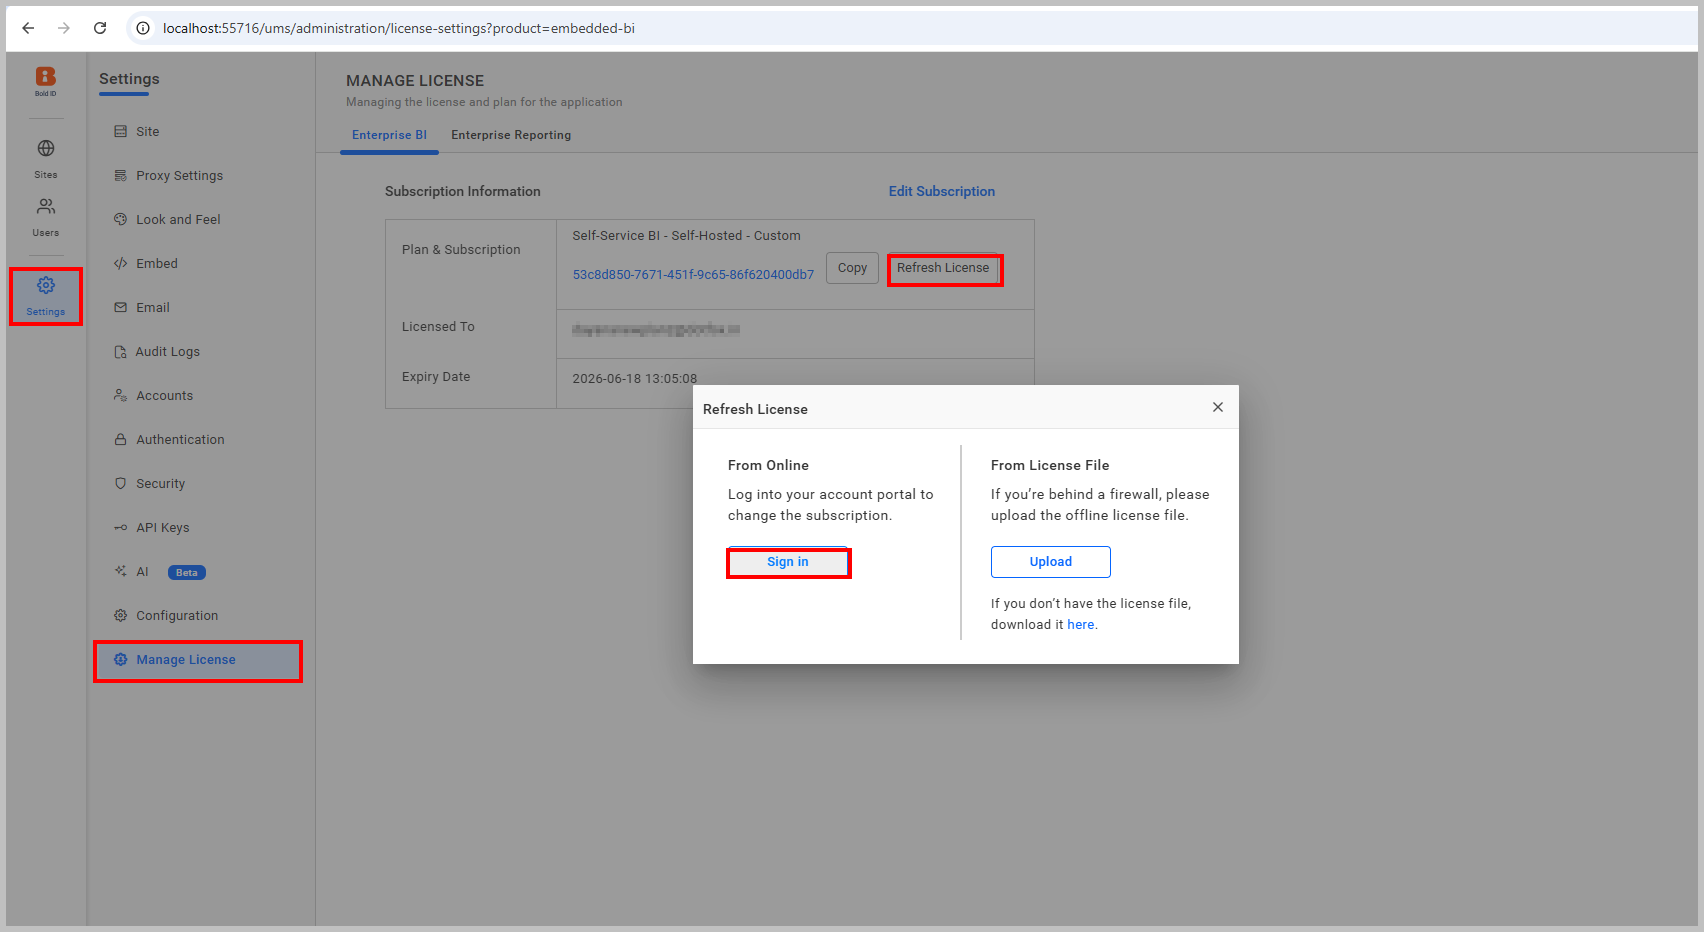 localhost:55716/ums/administration/license-settings?product=embedded-bi
Bold ID
Sites
Users
Settings
Settings
Site
Proxy Settings
Look and Feel
Embed
Email
Audit Logs
Accounts
Authentication
Security
API Keys
AI Beta
Configuration
Manage License
MANAGE LICENSE
Managing the license and plan for the application
Enterprise BI Enterprise Reporting
Subscription Information Edit Subscription
Plan & Subscription
Self-Service BI - Self-Hosted - Custom
53c8d850-7671-451f-9c65-86f620400db7 Copy Refresh License
Licensed To
Expiry Date 2026-06-18 13:05:08
Refresh License
From Online
Log into your account portal to
change the subscription.
Sign in
From License File
If you’re behind a firewall, please
upload the offline license file.
Upload
If you don’t have the license file,
download it here.